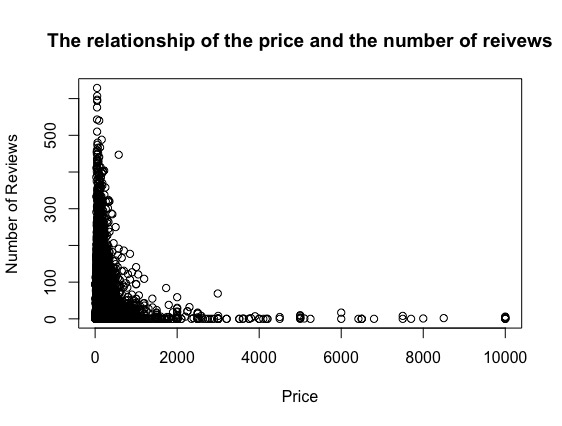 The relationship of the price and the number of reivews
Number of Reviews
500
300
100
0
0 2000 4000 6000 8000 10000
Price